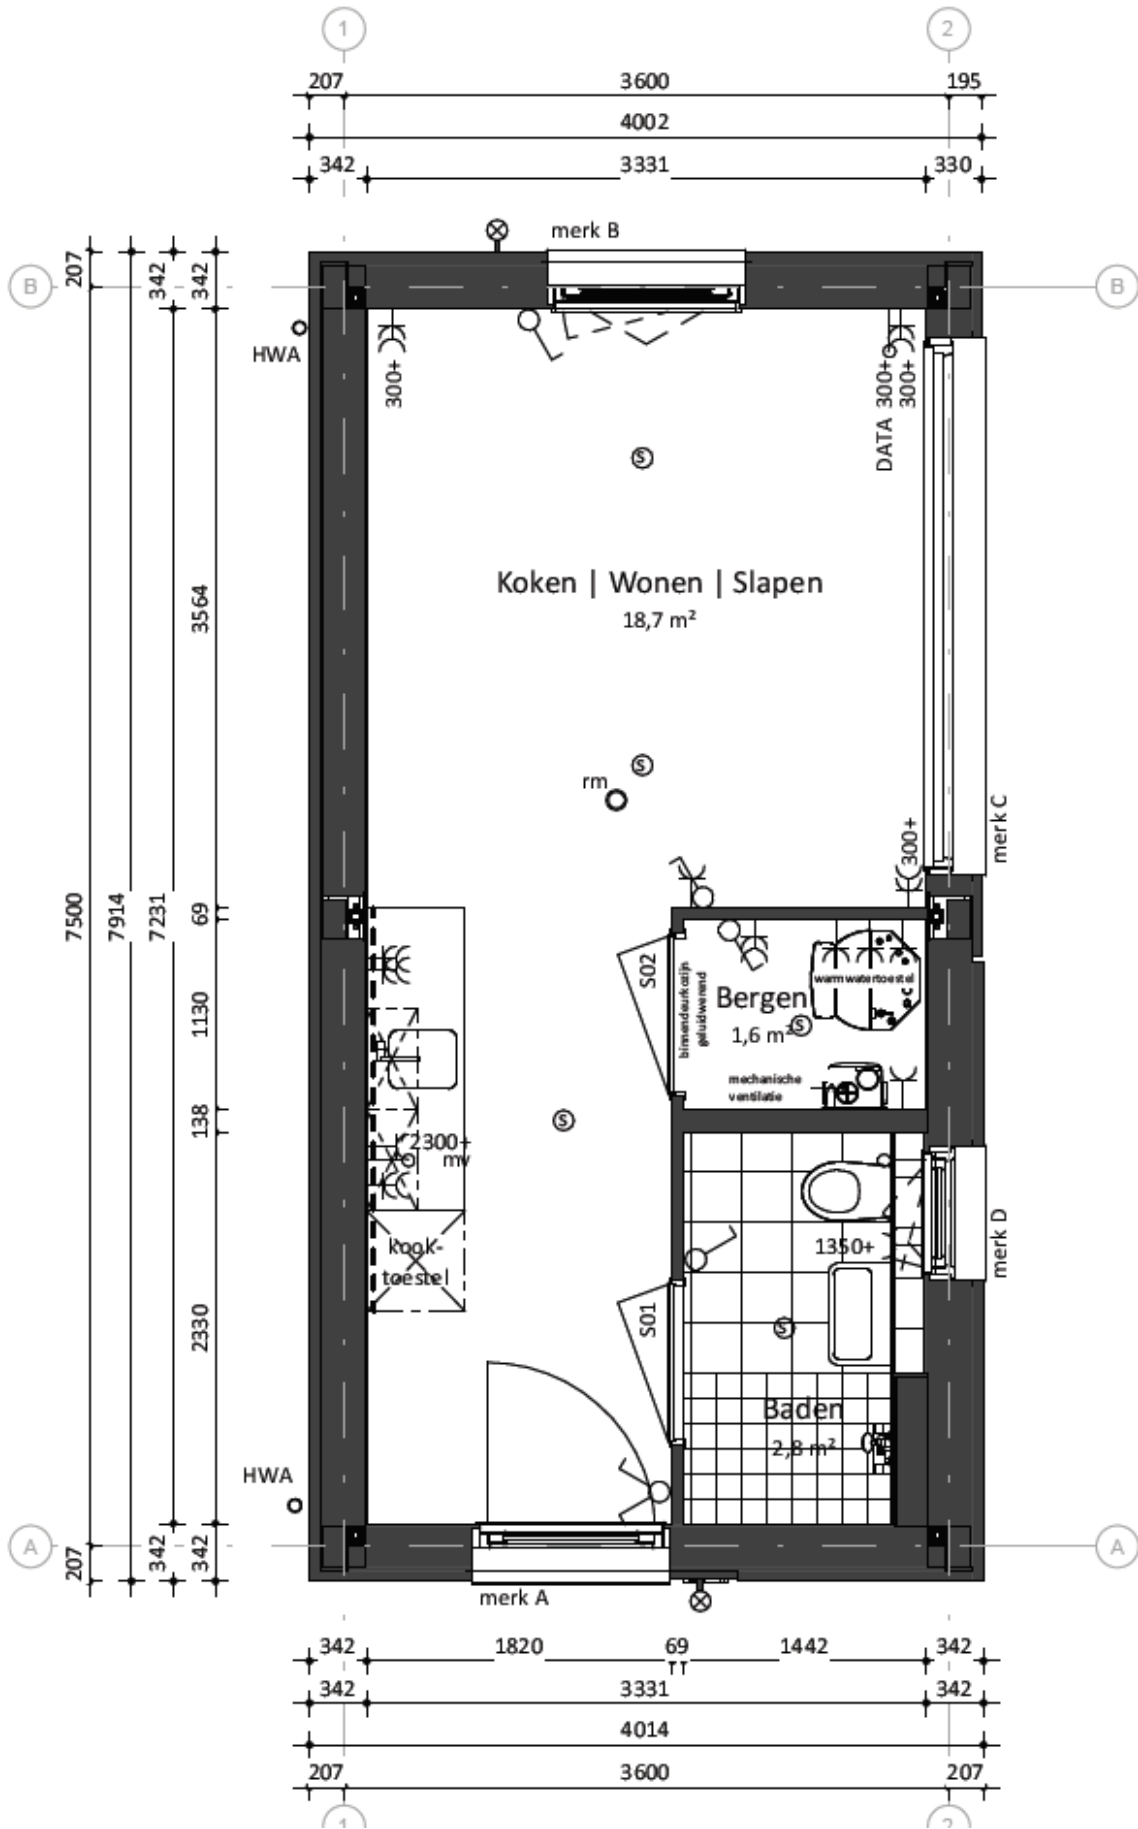 1
2
207
3600
195
4002
342
3331
330
merk B
B
B
207
342
342
HWA
300+
DATA 300+
300+
S
Koken | Wonen | Slapen
18,7 m²
3564
S
rm
300+
merk C
7500
7914
7231
69
1130
138
2330
S02
binnendeurkozijn
geluidwerend
Bergen
1,6 m²
S
warmwatertoestel
mechanische
ventilatie
S
2300+
mv
kook-
toestel
1350+
merk D
S01
S
Baden
2,8 m²
HWA
A
A
207
342
342
merk A
342
1820
69
1442
342
342
3331
342
4014
207
3600
207
1
2